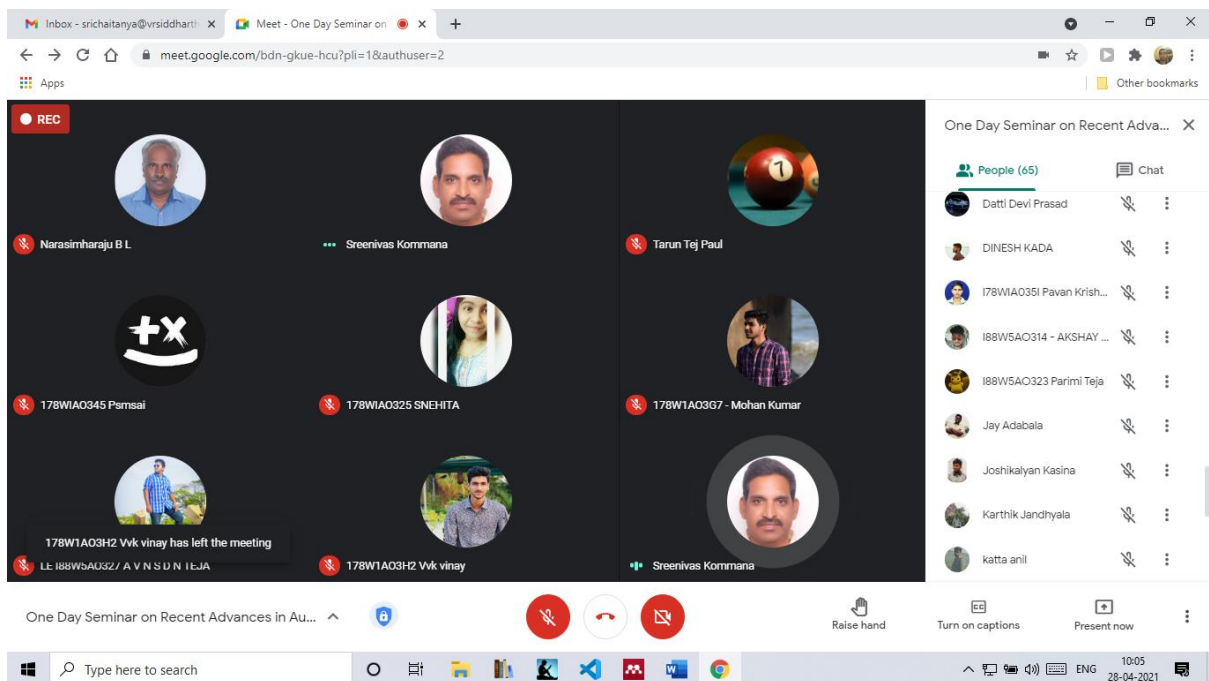 Inbox - srichaitanya@vrsiddharth
Meet - One Day Seminar on
meet.google.com/bdn-gkue-hcu?pli=1&authuser=2
Apps
Other bookmarks
REC
One Day Seminar on Recent Adva...
People (65)
Chat
Narasimharaju B L
Sreenivas Kommana
Tarun Tej Paul
178WIA0345 Psmsai
178WIA0325 SNEHITA
178W1A03G7 - Mohan Kumar
178W1A03H2 Vvk vinay has left the meeting
LE I88W5A0327 A V N S D N TEJA
178W1A03H2 Vvk vinay
Sreenivas Kommana
Datti Devi Prasad
DINESH KADA
I78WIA035I Pavan Krish...
I88W5AO314 - AKSHAY ...
I88W5AO323 Parimi Teja
Jay Adabala
Joshikalyan Kasina
Karthik Jandhyala
katta anil
One Day Seminar on Recent Advances in Au...
Raise hand
Turn on captions
Present now
Type here to search
ENG
10:05
28-04-2021